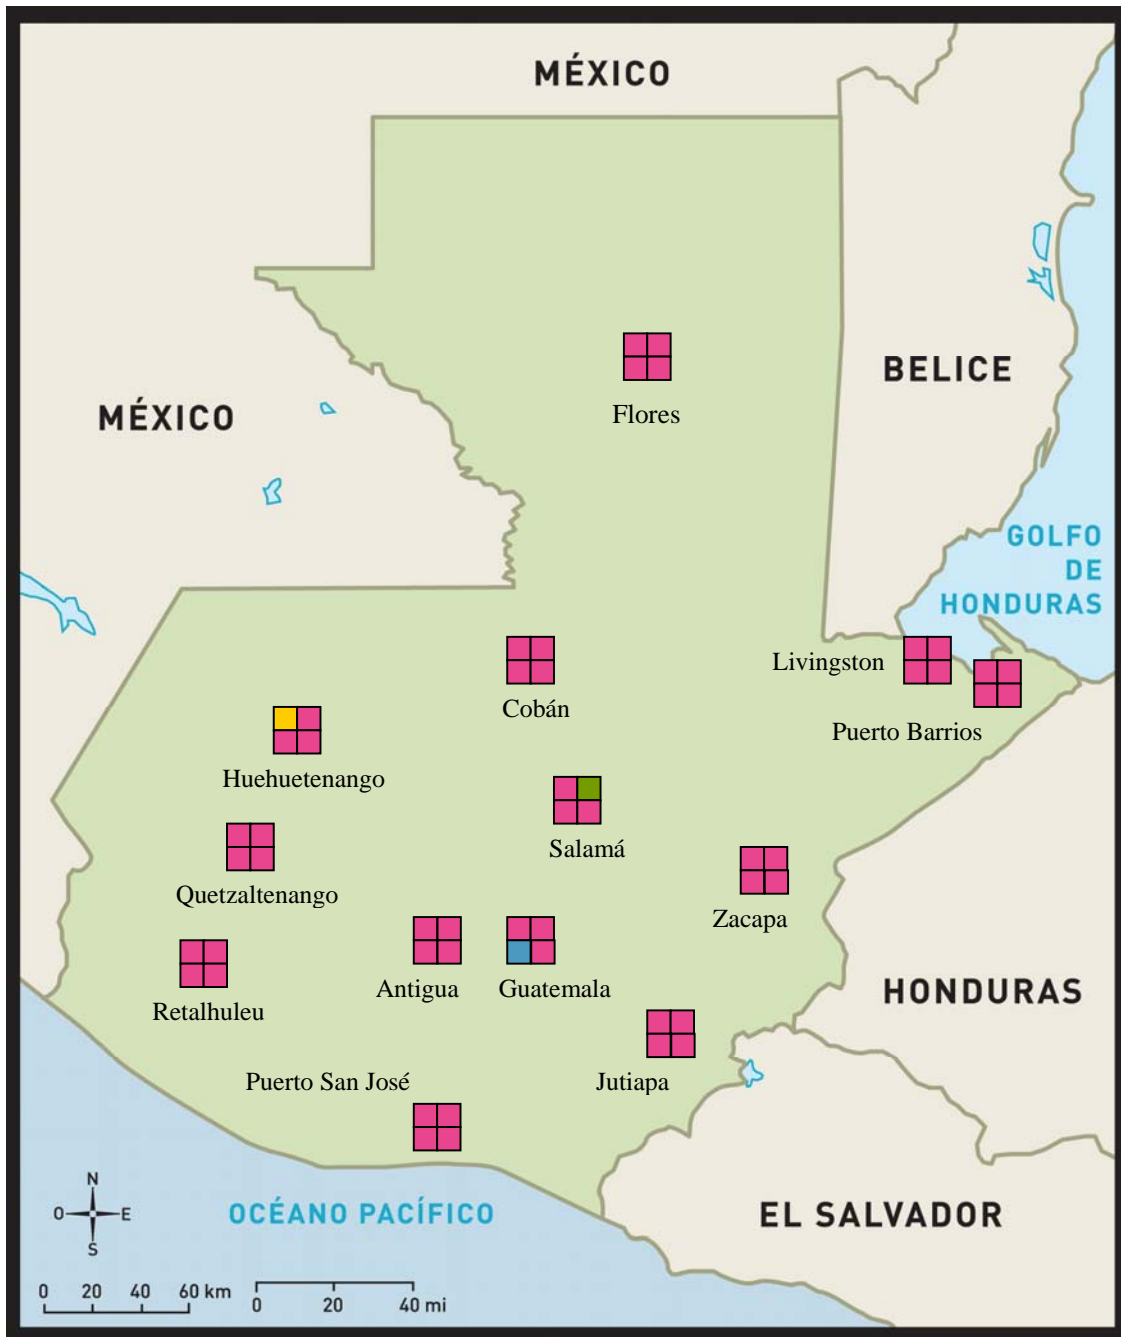 MÉXICO
Flores
BELICE
MÉXICO
GOLFO
DE
HONDURAS
Livingston
Cobán
Puerto Barrios
Huehuetenango
Salamá
Quetzaltenango
Zacapa
Antigua
Guatemala
HONDURAS
Retalhuleu
Puerto San José
Jutiapa
N
O
E
S
OCÉANO PACÍFICO
EL SALVADOR
0 20 40 60 km
0 20 40 mi